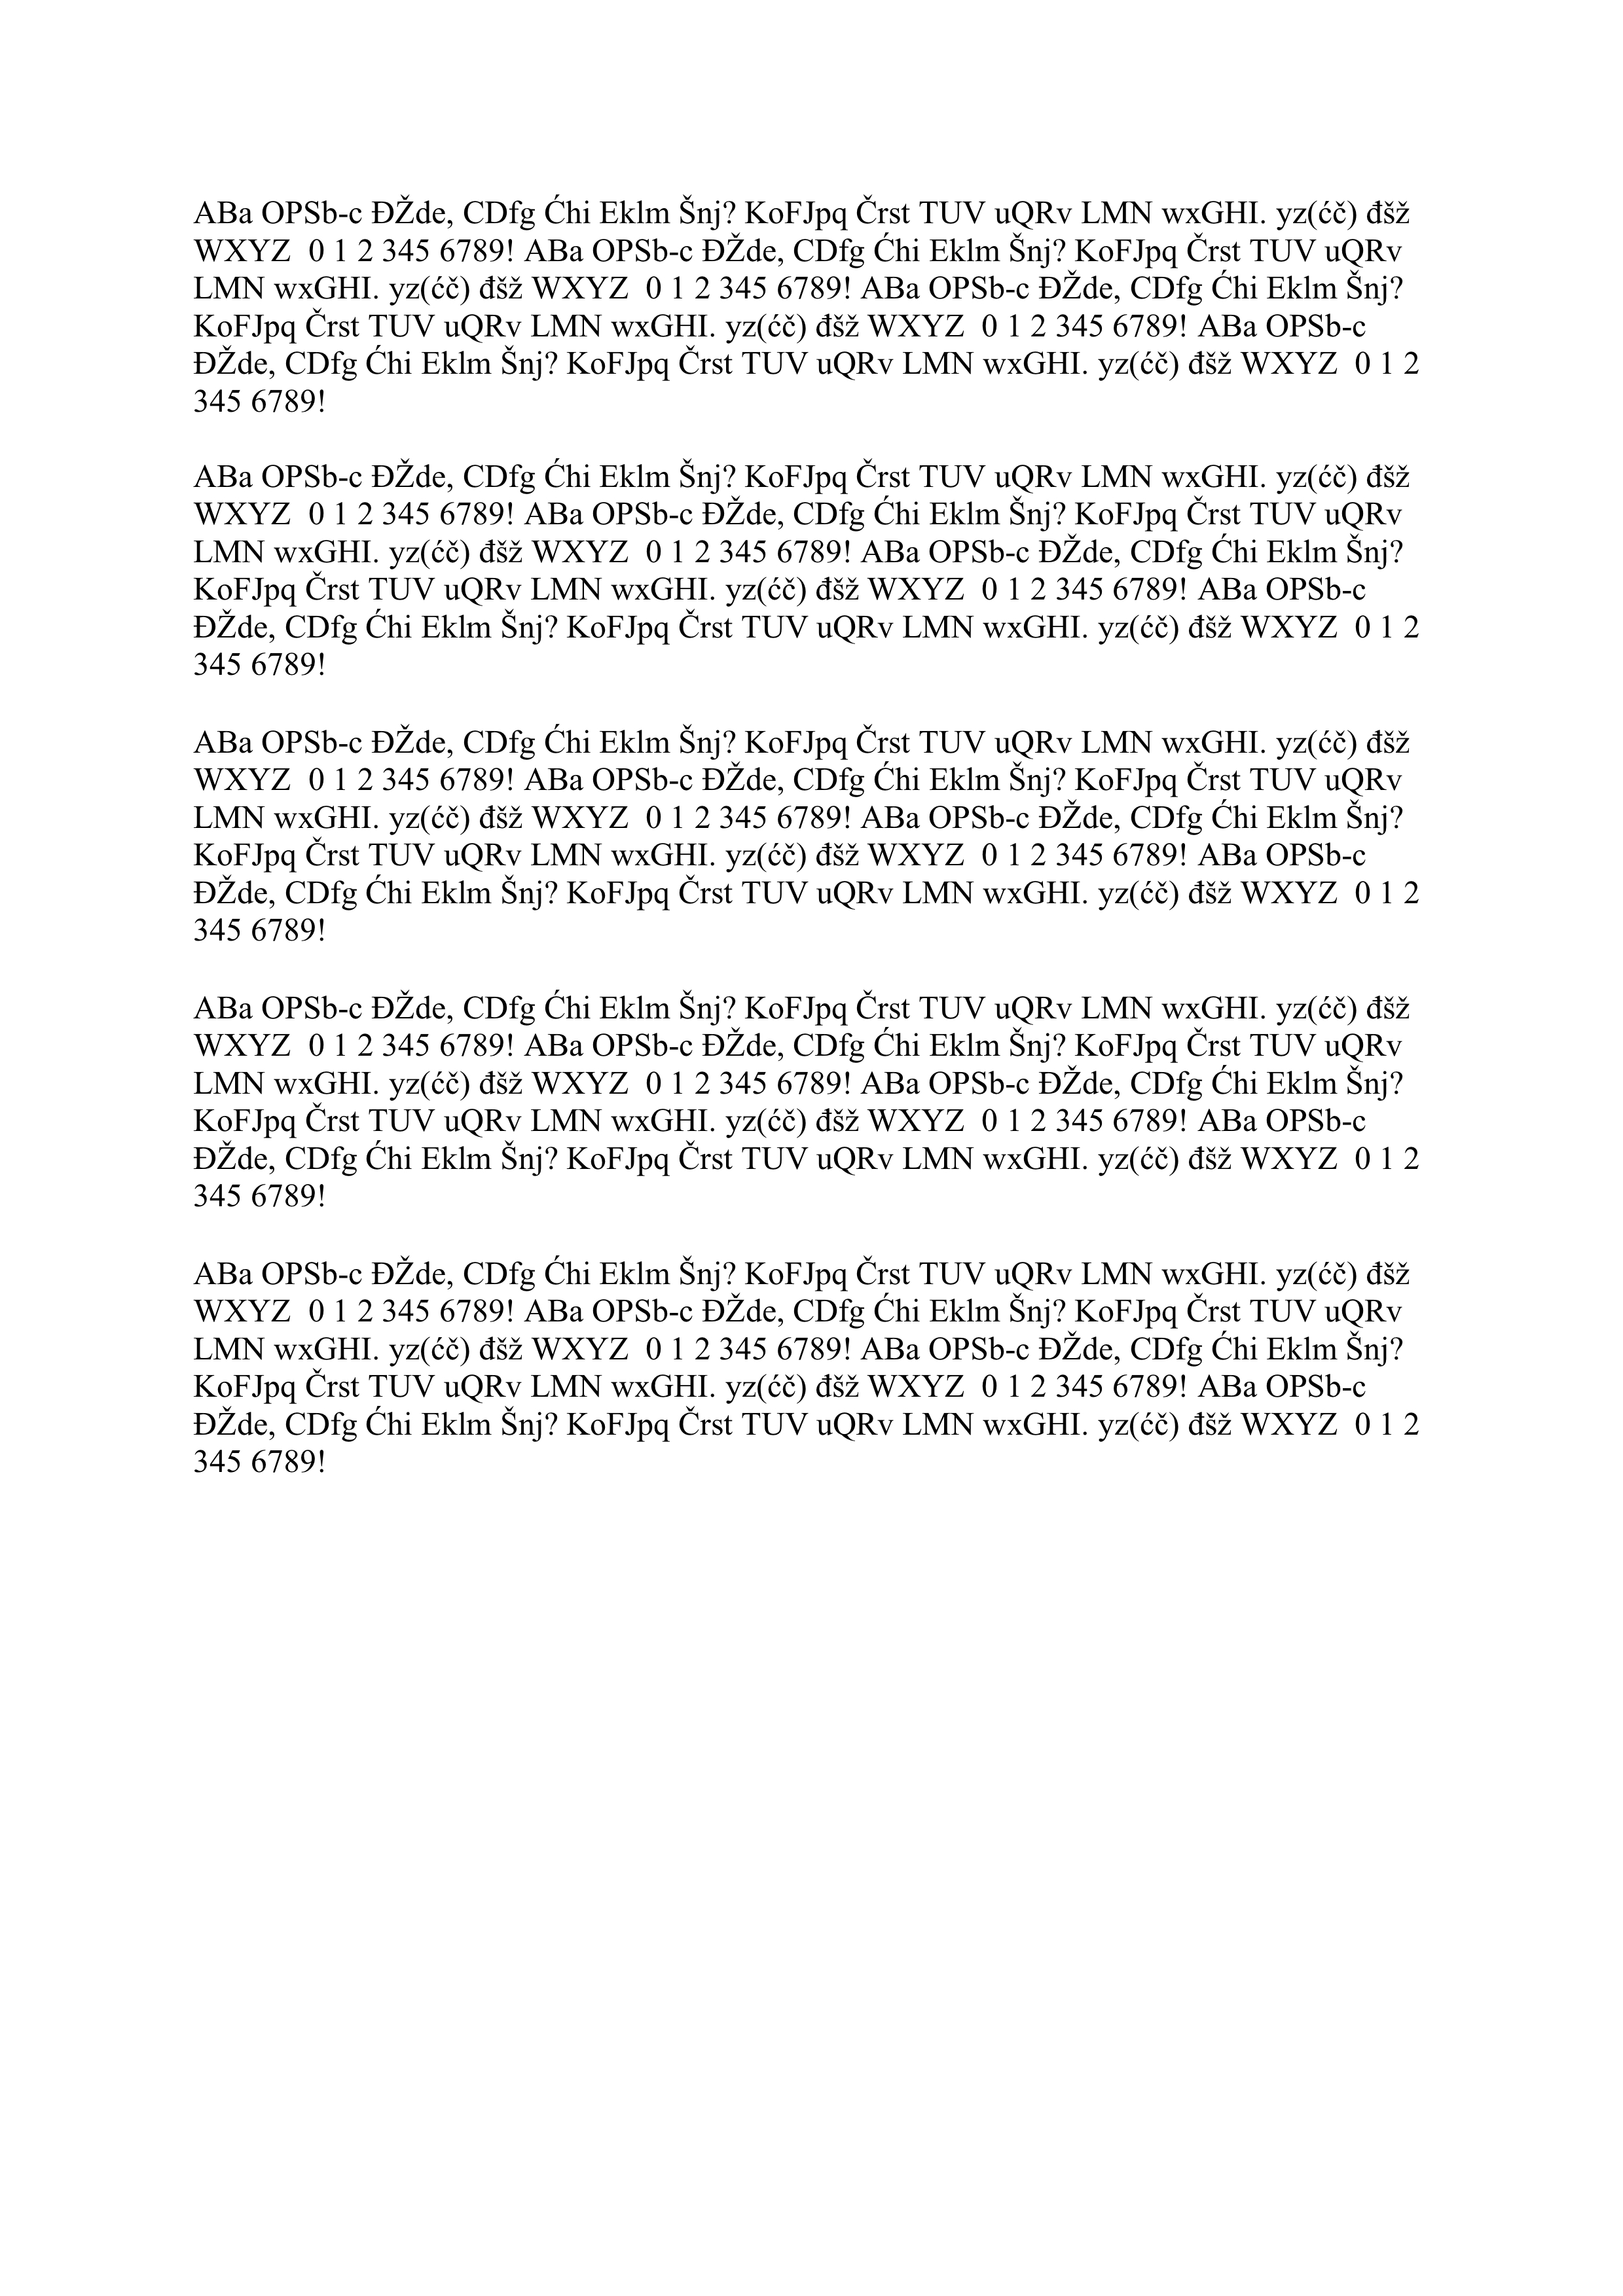 ABa OPSb-c ĐŽde, CDfg Ćhi Eklm Šnj? KoFJpq Črst TUV uQRv LMN wxGHI. yz(ćč) đšž
WXYZ  0 1 2 345 6789! ABa OPSb-c ĐŽde, CDfg Ćhi Eklm Šnj? KoFJpq Črst TUV uQRv
LMN wxGHI. yz(ćč) đšž WXYZ  0 1 2 345 6789! ABa OPSb-c ĐŽde, CDfg Ćhi Eklm Šnj?
KoFJpq Črst TUV uQRv LMN wxGHI. yz(ćč) đšž WXYZ  0 1 2 345 6789! ABa OPSb-c
ĐŽde, CDfg Ćhi Eklm Šnj? KoFJpq Črst TUV uQRv LMN wxGHI. yz(ćč) đšž WXYZ  0 1 2
345 6789!

ABa OPSb-c ĐŽde, CDfg Ćhi Eklm Šnj? KoFJpq Črst TUV uQRv LMN wxGHI. yz(ćč) đšž
WXYZ  0 1 2 345 6789! ABa OPSb-c ĐŽde, CDfg Ćhi Eklm Šnj? KoFJpq Črst TUV uQRv
LMN wxGHI. yz(ćč) đšž WXYZ  0 1 2 345 6789! ABa OPSb-c ĐŽde, CDfg Ćhi Eklm Šnj?
KoFJpq Črst TUV uQRv LMN wxGHI. yz(ćč) đšž WXYZ  0 1 2 345 6789! ABa OPSb-c
ĐŽde, CDfg Ćhi Eklm Šnj? KoFJpq Črst TUV uQRv LMN wxGHI. yz(ćč) đšž WXYZ  0 1 2
345 6789!

ABa OPSb-c ĐŽde, CDfg Ćhi Eklm Šnj? KoFJpq Črst TUV uQRv LMN wxGHI. yz(ćč) đšž
WXYZ  0 1 2 345 6789! ABa OPSb-c ĐŽde, CDfg Ćhi Eklm Šnj? KoFJpq Črst TUV uQRv
LMN wxGHI. yz(ćč) đšž WXYZ  0 1 2 345 6789! ABa OPSb-c ĐŽde, CDfg Ćhi Eklm Šnj?
KoFJpq Črst TUV uQRv LMN wxGHI. yz(ćč) đšž WXYZ  0 1 2 345 6789! ABa OPSb-c
ĐŽde, CDfg Ćhi Eklm Šnj? KoFJpq Črst TUV uQRv LMN wxGHI. yz(ćč) đšž WXYZ  0 1 2
345 6789!

ABa OPSb-c ĐŽde, CDfg Ćhi Eklm Šnj? KoFJpq Črst TUV uQRv LMN wxGHI. yz(ćč) đšž
WXYZ  0 1 2 345 6789! ABa OPSb-c ĐŽde, CDfg Ćhi Eklm Šnj? KoFJpq Črst TUV uQRv
LMN wxGHI. yz(ćč) đšž WXYZ  0 1 2 345 6789! ABa OPSb-c ĐŽde, CDfg Ćhi Eklm Šnj?
KoFJpq Črst TUV uQRv LMN wxGHI. yz(ćč) đšž WXYZ  0 1 2 345 6789! ABa OPSb-c
ĐŽde, CDfg Ćhi Eklm Šnj? KoFJpq Črst TUV uQRv LMN wxGHI. yz(ćč) đšž WXYZ  0 1 2
345 6789!

ABa OPSb-c ĐŽde, CDfg Ćhi Eklm Šnj? KoFJpq Črst TUV uQRv LMN wxGHI. yz(ćč) đšž
WXYZ  0 1 2 345 6789! ABa OPSb-c ĐŽde, CDfg Ćhi Eklm Šnj? KoFJpq Črst TUV uQRv
LMN wxGHI. yz(ćč) đšž WXYZ  0 1 2 345 6789! ABa OPSb-c ĐŽde, CDfg Ćhi Eklm Šnj?
KoFJpq Črst TUV uQRv LMN wxGHI. yz(ćč) đšž WXYZ  0 1 2 345 6789! ABa OPSb-c
ĐŽde, CDfg Ćhi Eklm Šnj? KoFJpq Črst TUV uQRv LMN wxGHI. yz(ćč) đšž WXYZ  0 1 2
345 6789!